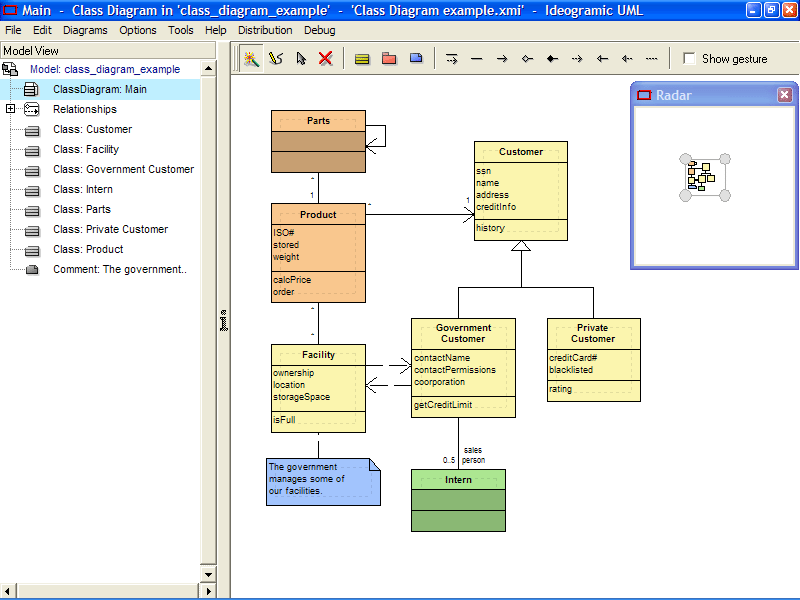 Main - Class Diagram in 'class_diagram_example' - 'Class Diagram example.xmi' - Ideogramic UML
File Edit Diagrams Options Tools Help Distribution Debug
Model View
Show gesture
Model: class_diagram_example
ClassDiagram: Main
Relationships
Class: Customer
Class: Facility
Class: Government Customer
Class: Intern
Class: Parts
Class: Private Customer
Class: Product
Comment: The government..
Radar
Parts
*
1
Product
ISO#
stored
weight
calcPrice
order
*
1
Customer
ssn
name
address
creditInfo
history
*
*
Facility
ownership
location
storageSpace
isFull
Government
Customer
contactName
contactPermissions
coorporation
getCreditLimit
Private
Customer
creditCard#
blacklisted
rating
The government
manages some of
our facilities.
sales
0..5 person
Intern